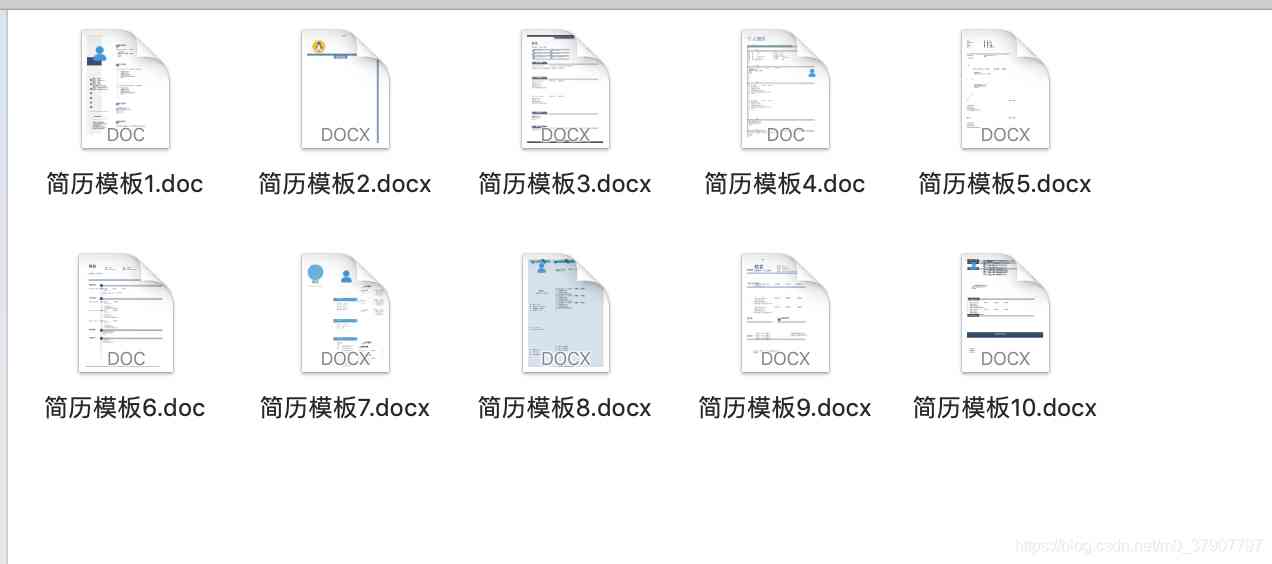 DOC
DOCX
DOCX
DOC
DOCX
简历模板1.doc
简历模板2.docx
简历模板3.docx
简历模板4.doc
简历模板5.docx
DOC
DOCX
DOCX
DOCX
DOCX
简历模板6.doc
简历模板7.docx
简历模板8.docx
简历模板9.docx
简历模板10.docx
https://blog.csdn.net/m0_37907797